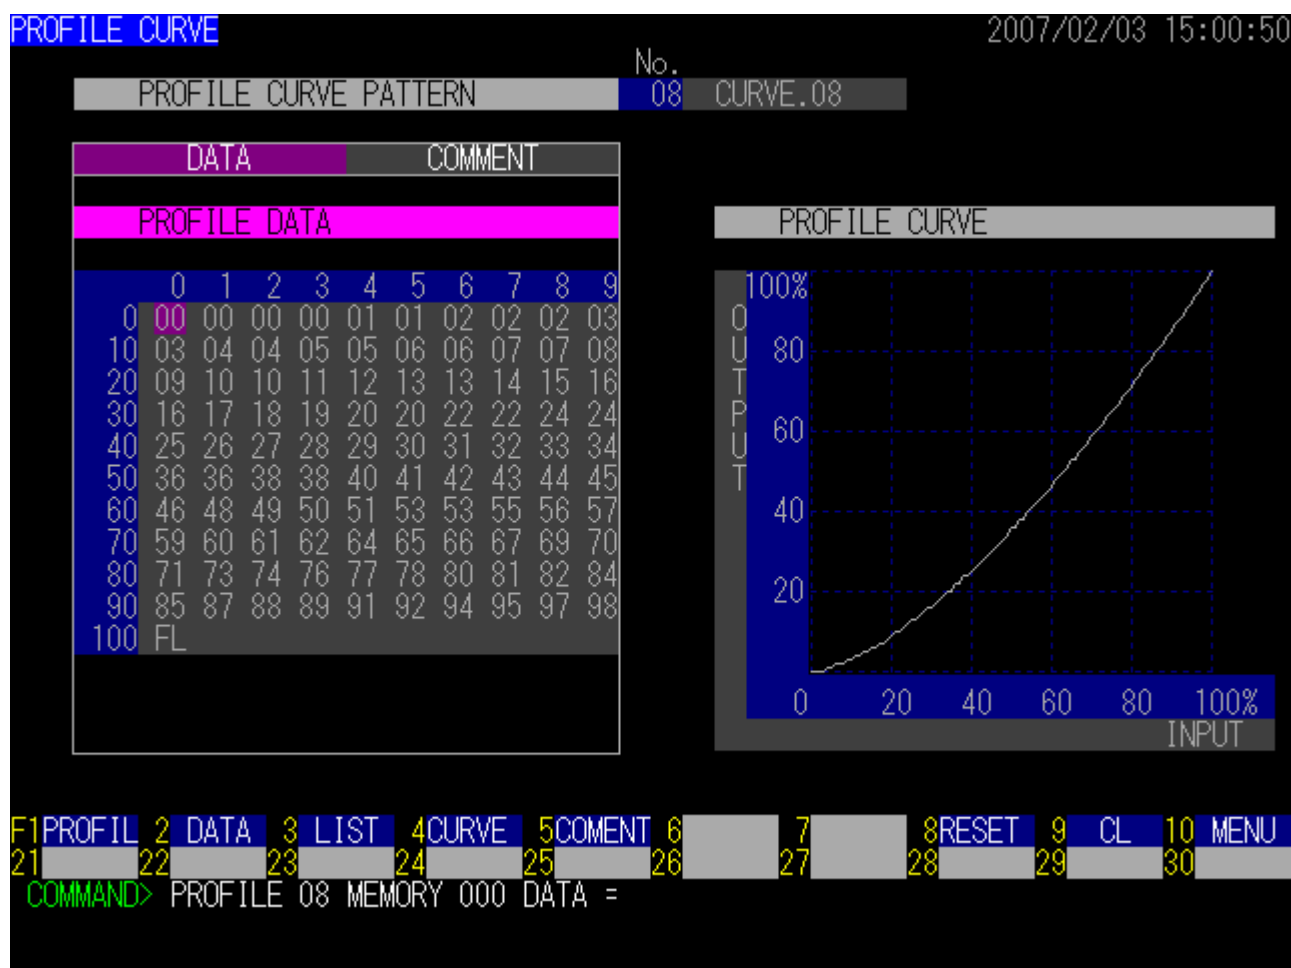 PROFILE CURVE 2007/02/03 15:00:50
No.
PROFILE CURVE PATTERN 08 CURVE.08
DATA COMMENT
PROFILE DATA
0 1 2 3 4 5 6 7 8 9
0 00 00 00 00 01 01 02 02 02 03
10 03 04 04 05 05 06 06 07 07 08
20 09 10 10 11 12 13 13 14 15 16
30 16 17 18 19 20 20 22 22 24 24
40 25 26 27 28 29 30 31 32 33 34
50 36 36 38 38 40 41 42 43 44 45
60 46 48 49 50 51 53 53 55 56 57
70 59 60 61 62 64 65 66 67 69 70
80 71 73 74 76 77 78 80 81 82 84
90 85 87 88 89 91 92 94 95 97 98
100 FL
PROFILE CURVE
OUTPUT
100%
80
60
40
20
0 20 40 60 80 100%
INPUT
F1 PROFIL 2 DATA 3 LIST 4 CURVE 5 COMENT 6 7 8 RESET 9 CL 10 MENU
21 22 23 24 25 26 27 28 29 30
COMMAND> PROFILE 08 MEMORY 000 DATA =